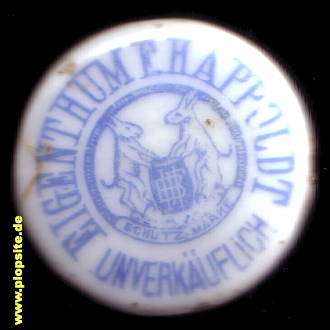 EIGENTHUM F. HAPPOLDT
SCHUTZ-MARKE
UNVERKÄUFLICH
www.plopsite.de